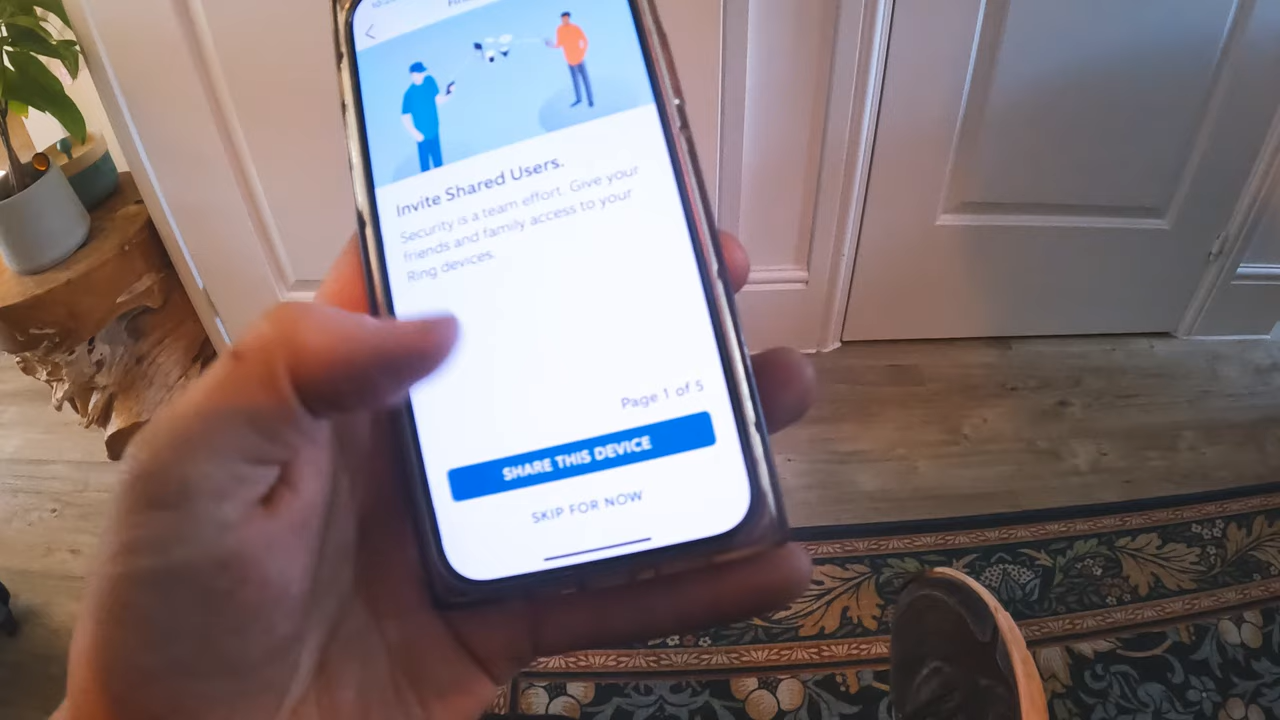 Invite Shared Users.
Security is a team effort. Give your
friends and family access to your
Ring devices.
Page 1 of 5
SHARE THIS DEVICE
SKIP FOR NOW